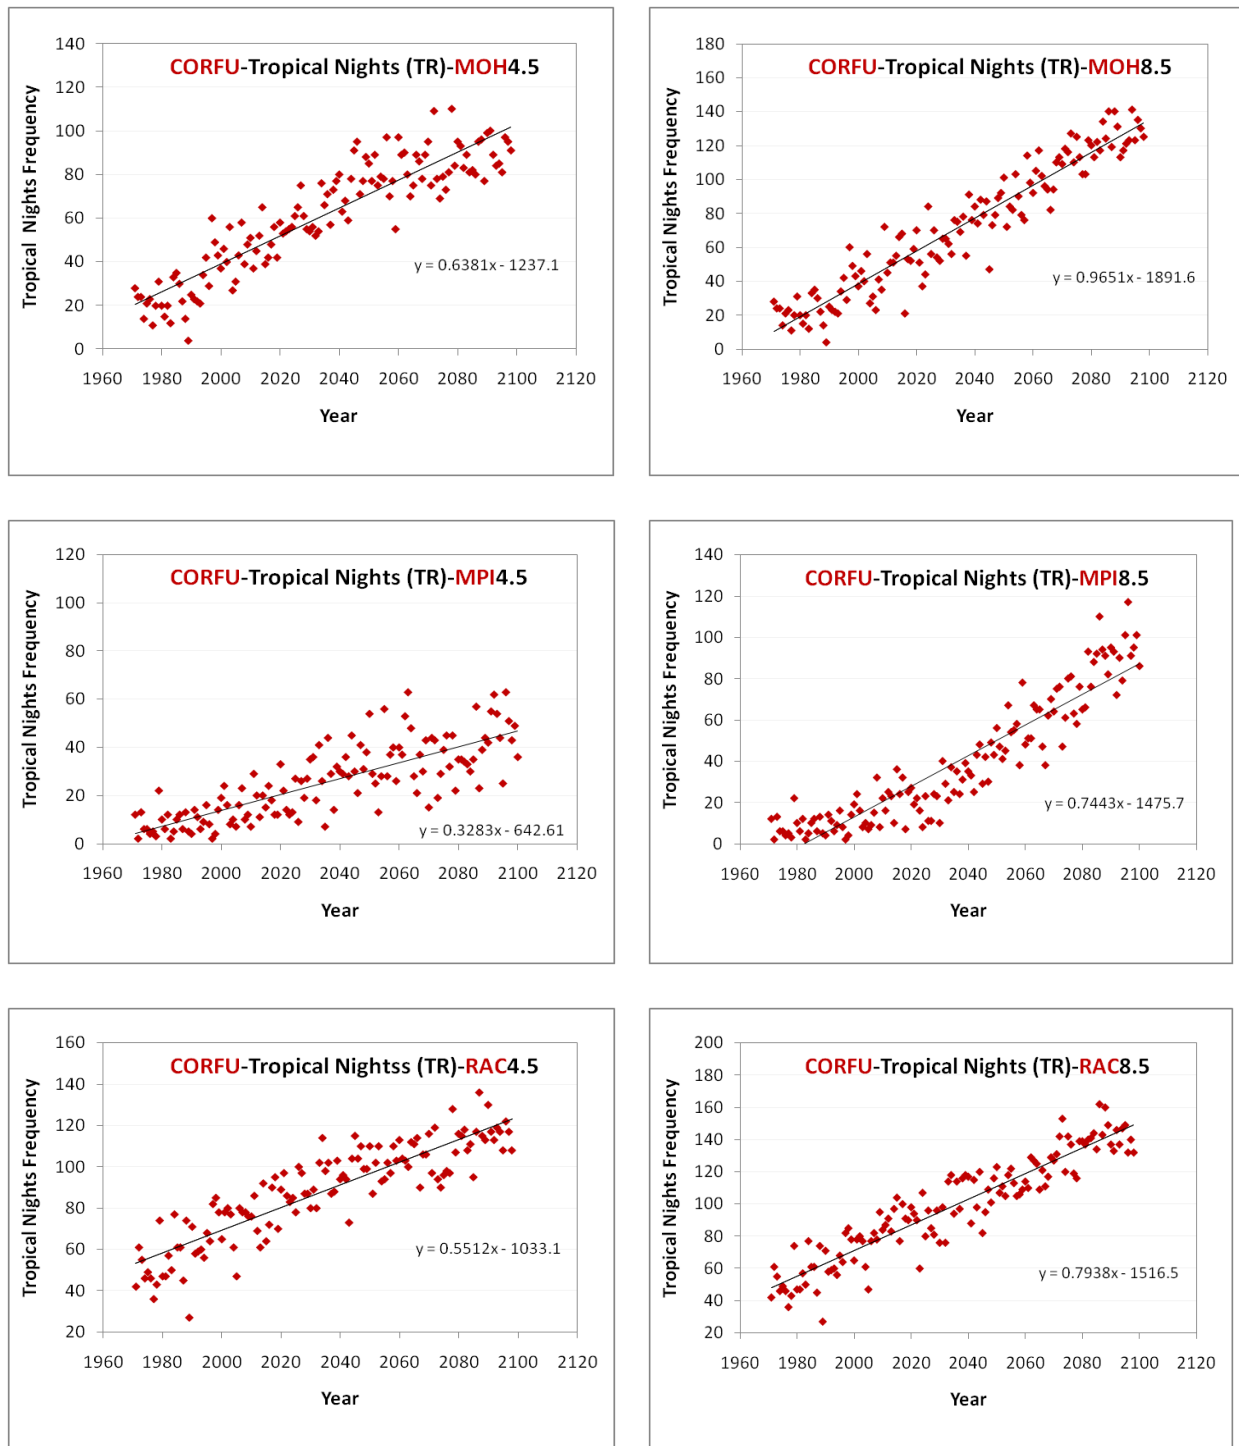 CORFU-Tropical Nights (TR)-MOH4.5
Tropical Nights Frequency
140
120
100
80
60
40
20
0
y = 0.6381x - 1237.1
1960 1980 2000 2020 2040 2060 2080 2100 2120
Year
CORFU-Tropical Nights (TR)-MOH8.5
Tropical Nights Frequency
180
160
140
120
100
80
60
40
20
0
y = 0.9651x - 1891.6
1960 1980 2000 2020 2040 2060 2080 2100 2120
Year
CORFU-Tropical Nights (TR)-MPI4.5
Tropical Nights Frequency
120
100
80
60
40
20
0
y = 0.3283x - 642.61
1960 1980 2000 2020 2040 2060 2080 2100 2120
Year
CORFU-Tropical Nights (TR)-MPI8.5
Tropical Nights Frequency
140
120
100
80
60
40
20
0
y = 0.7443x - 1475.7
1960 1980 2000 2020 2040 2060 2080 2100 2120
Year
CORFU-Tropical Nightss (TR)-RAC4.5
Tropical Nights Frequency
160
140
120
100
80
60
40
20
y = 0.5512x - 1033.1
1960 1980 2000 2020 2040 2060 2080 2100 2120
Year
CORFU-Tropical Nights (TR)-RAC8.5
Tropical Nights Frequency
200
180
160
140
120
100
80
60
40
20
y = 0.7938x - 1516.5
1960 1980 2000 2020 2040 2060 2080 2100 2120
Year